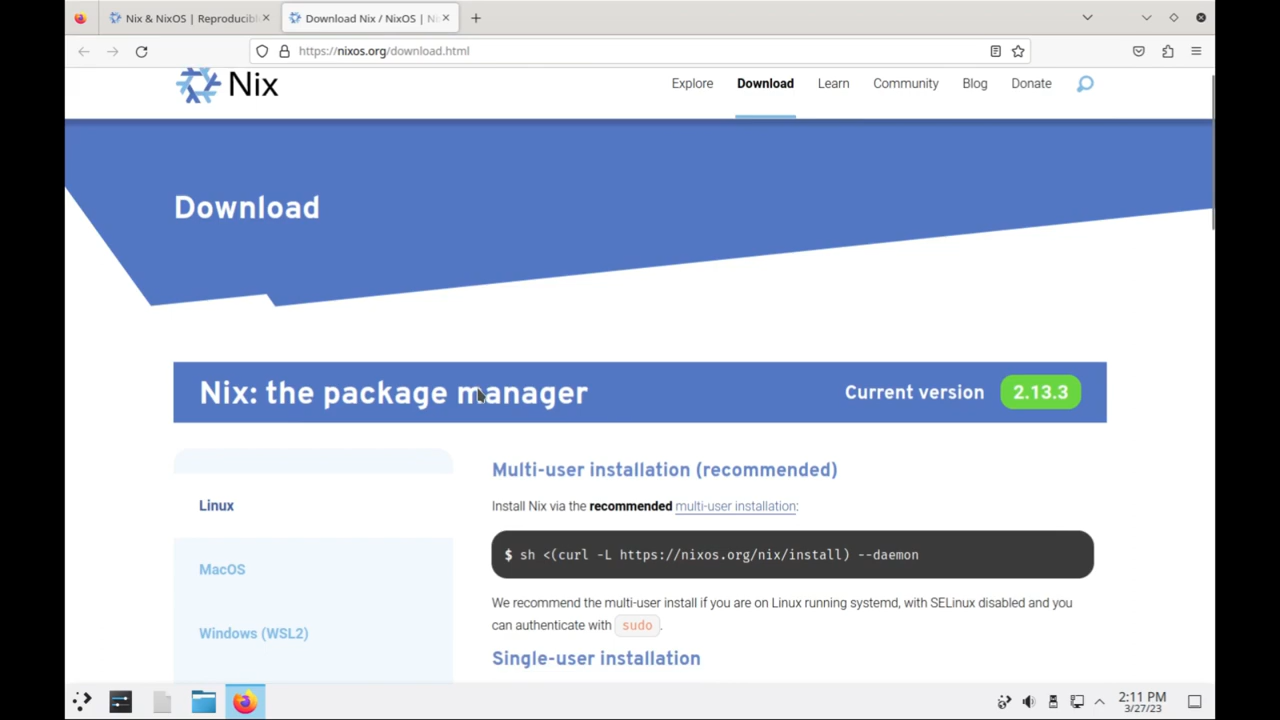 Nix & NixOS | Reproducibl
Download Nix / NixOS | Ni
https://nixos.org/download.html
Nix
Explore
Download
Learn
Community
Blog
Donate
Download
Nix: the package manager
Current version
2.13.3
Multi-user installation (recommended)
Linux
Install Nix via the recommended multi-user installation:
$ sh <(curl -L https://nixos.org/nix/install) --daemon
MacOS
We recommend the multi-user install if you are on Linux running systemd, with SELinux disabled and you
can authenticate with sudo.
Windows (WSL2)
Single-user installation
2:11 PM
3/27/23